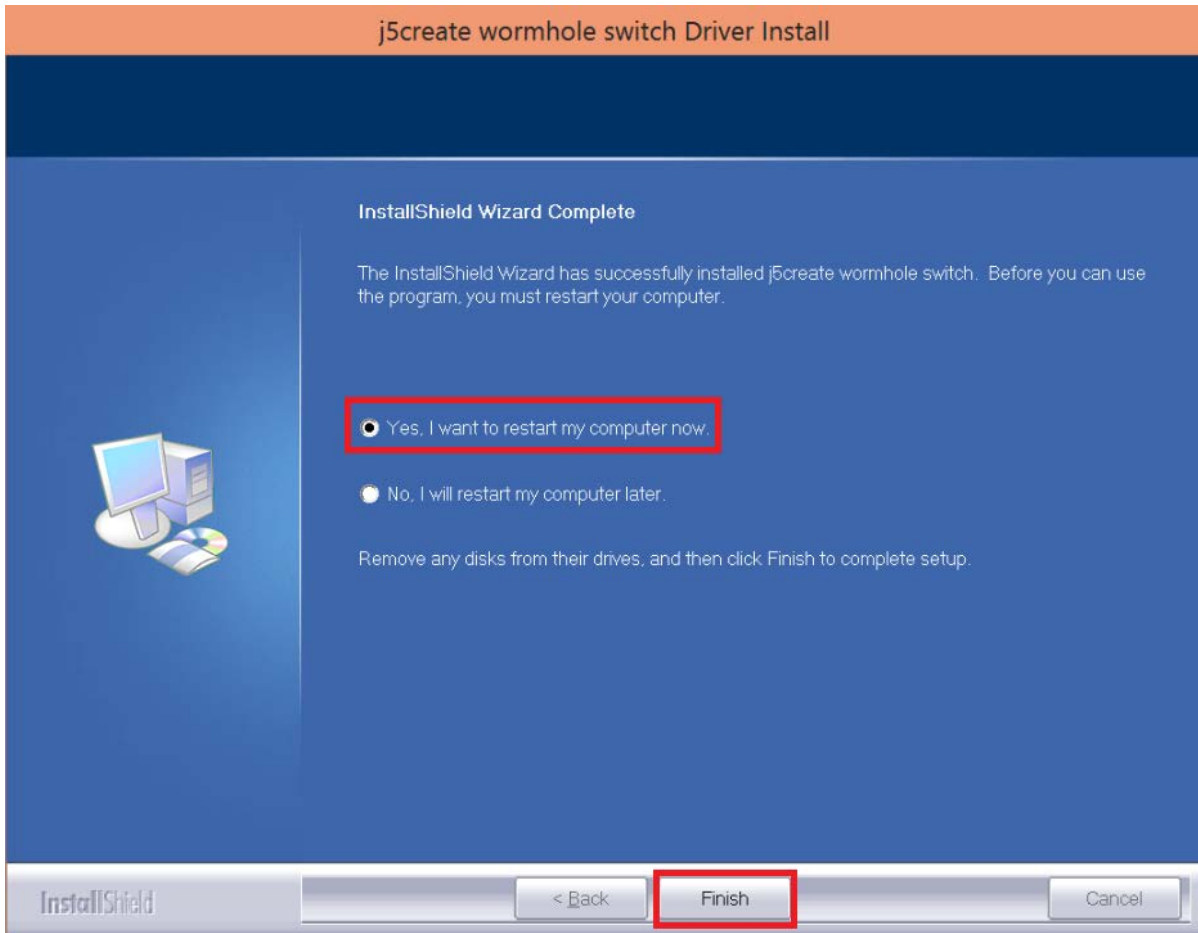 j5create wormhole switch Driver Install
InstallShield Wizard Complete
The InstallShield Wizard has successfully installed j5create wormhole switch.  Before you can use
the program, you must restart your computer.
Yes, I want to restart my computer now.
No, I will restart my computer later.
Remove any disks from their drives, and then click Finish to complete setup.
InstallShield
< Back
Finish
Cancel